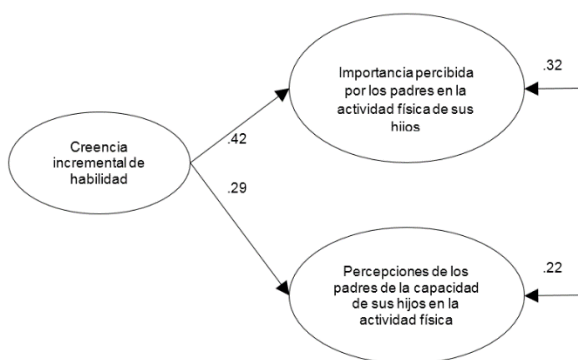 Importancia percibida
por los padres en la
actividad física de sus
hijos
.32
.42
Creencia
incremental de
habilidad
.29
Percepciones de los
padres de la capacidad
de sus hijos en la
actividad física
.22